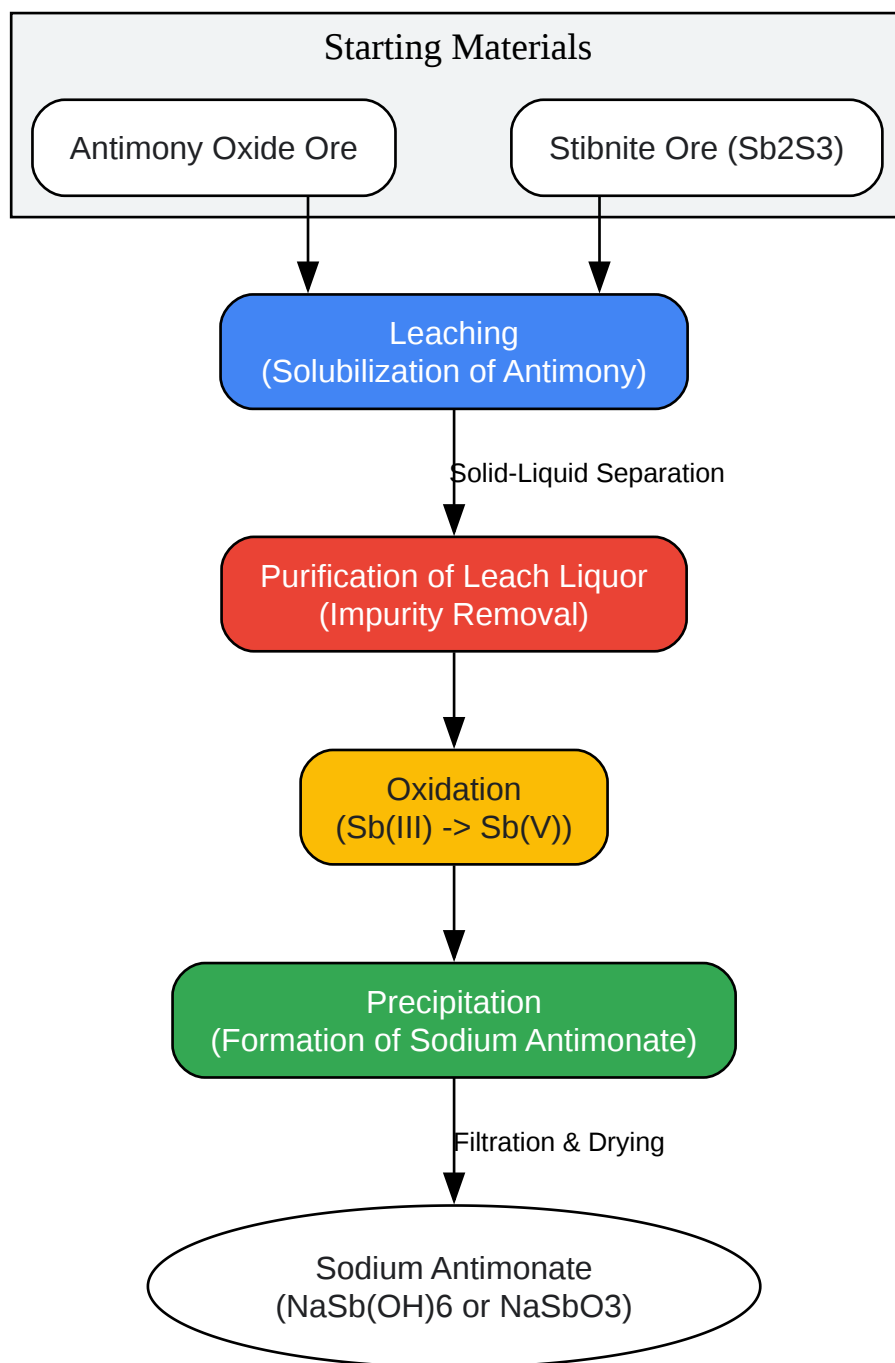 Starting Materials
Antimony Oxide Ore
Stibnite Ore (Sb2S3)
Leaching
(Solubilization of Antimony)
Solid-Liquid Separation
Purification of Leach Liquor
(Impurity Removal)
Oxidation
(Sb(III) -> Sb(V))
Precipitation
(Formation of Sodium Antimonate)
Filtration & Drying
Sodium Antimonate
(NaSb(OH)6 or NaSbO3)